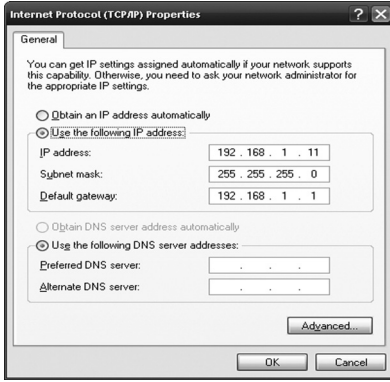 Internet Protocol (TCP/IP) Properties
General
You can get IP settings assigned automatically if your network supports
this capability. Otherwise, you need to ask your network administrator for
the appropriate IP settings.
Obtain an IP address automatically
Use the following IP address:
IP address: 192 . 168 . 1 . 11
Subnet mask: 255 . 255 . 255 . 0
Default gateway: 192 . 168 . 1 . 1
Obtain DNS server address automatically
Use the following DNS server addresses:
Preferred DNS server: . . .
Alternate DNS server: . . .
Advanced...
OK Cancel